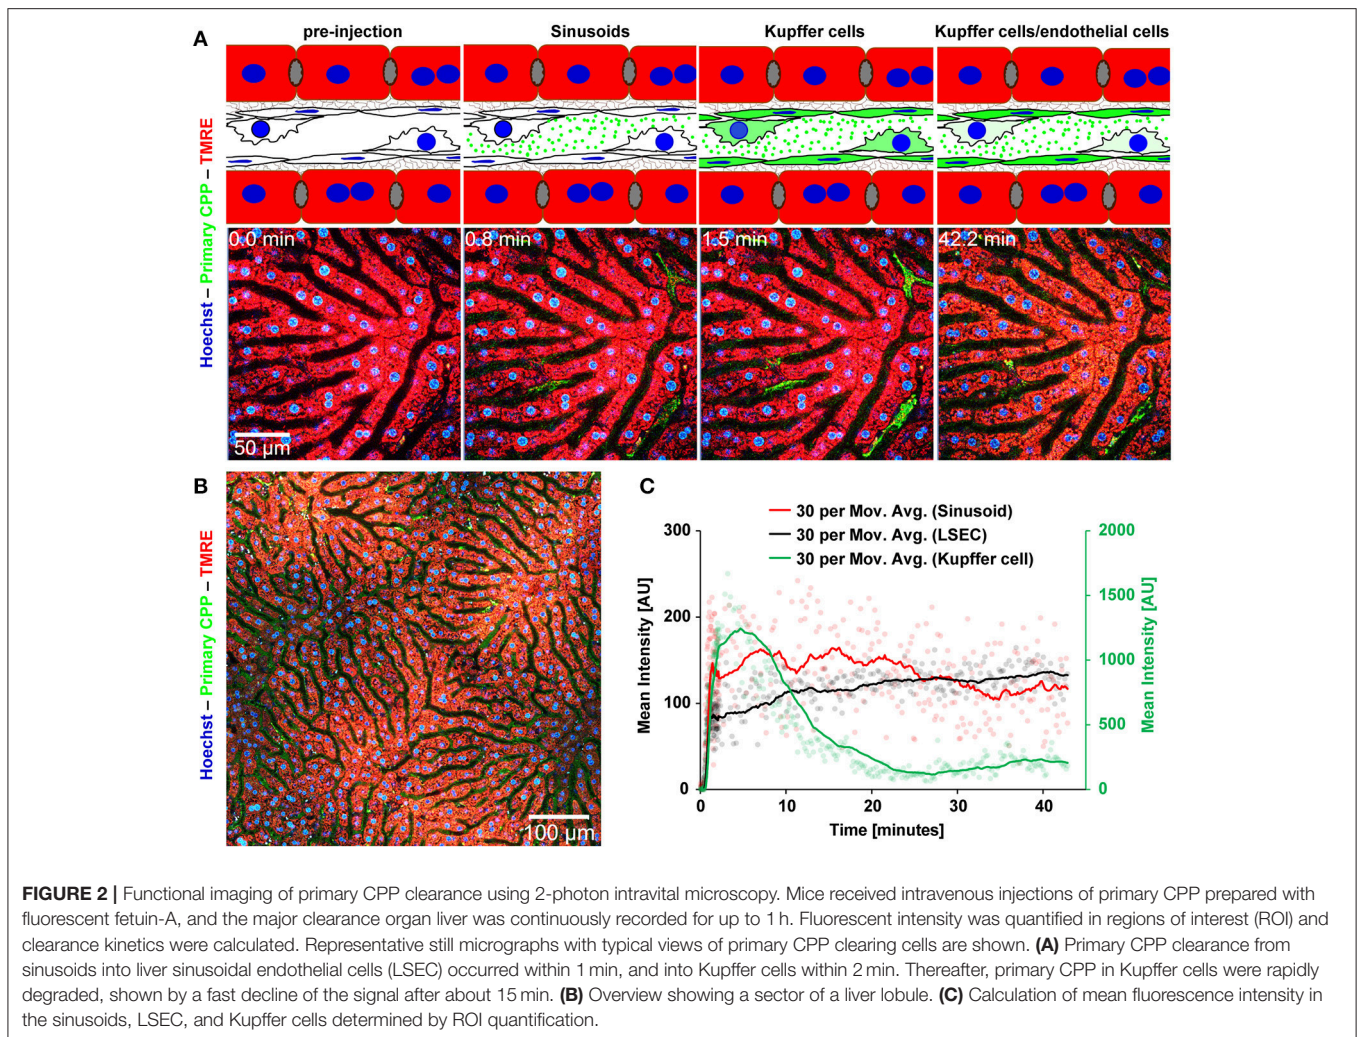 A
pre-injection
Sinusoids
Kupffer cells
Kupffer cells/endothelial cells
Hoechst – Primary CPP – TMRE
0.0 min
0.8 min
1.5 min
42.2 min
50 µm
B
Hoechst – Primary CPP – TMRE
100 µm
C
30 per Mov. Avg. (Sinusoid)
30 per Mov. Avg. (LSEC)
30 per Mov. Avg. (Kupffer cell)
Mean Intensity [AU]
300
200
100
0
2000
1500
1000
500
0
Mean Intensity [AU]
0 10 20 30 40
Time [minutes]
FIGURE 2 | Functional imaging of primary CPP clearance using 2-photon intravital microscopy. Mice received intravenous injections of primary CPP prepared with
fluorescent fetuin-A, and the major clearance organ liver was continuously recorded for up to 1 h. Fluorescent intensity was quantified in regions of interest (ROI) and
clearance kinetics were calculated. Representative still micrographs with typical views of primary CPP clearing cells are shown. (A) Primary CPP clearance from
sinusoids into liver sinusoidal endothelial cells (LSEC) occurred within 1 min, and into Kupffer cells within 2 min. Thereafter, primary CPP in Kupffer cells were rapidly
degraded, shown by a fast decline of the signal after about 15 min. (B) Overview showing a sector of a liver lobule. (C) Calculation of mean fluorescence intensity in
the sinusoids, LSEC, and Kupffer cells determined by ROI quantification.